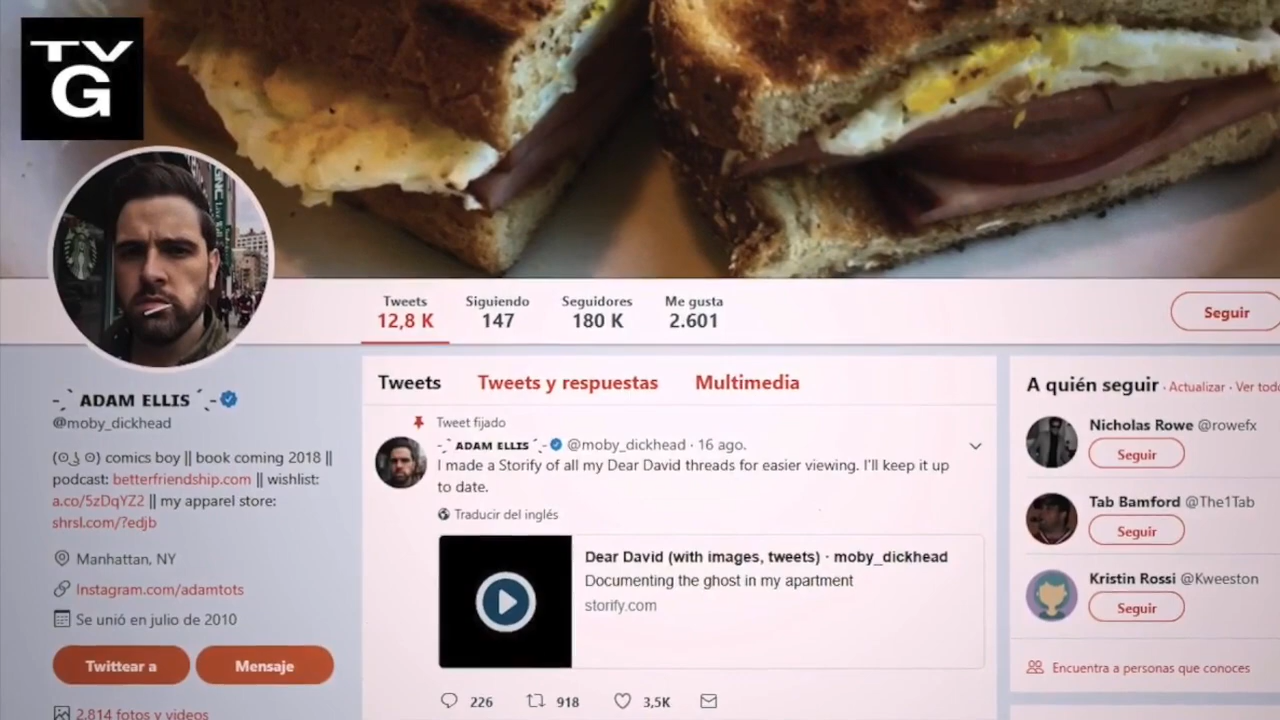 TV
G
Tweets
12,8 K
Siguiendo
147
Seguidores
180 K
Me gusta
2.601
Seguir
-ˎˋ ADAM ELLIS ˊˎ-
@moby_dickhead
(ʘ ͜ʖ ʘ) comics boy || book coming 2018 ||
podcast: betterfriendship.com || wishlist:
a.co/5zDqYZ2 || my apparel store:
shrsl.com/?edjb
Manhattan, NY
Instagram.com/adamtots
Se unió en julio de 2010
Twittear a
Mensaje
2.814 fotos y videos
Tweets
Tweets y respuestas
Multimedia
Tweet fijado
-ˎˋ ADAM ELLIS ˊˎ- @moby_dickhead · 16 ago.
I made a Storify of all my Dear David threads for easier viewing. I'll keep it up
to date.
Traducir del inglés
Dear David (with images, tweets) · moby_dickhead
Documenting the ghost in my apartment
storify.com
226
918
3,5K
A quién seguir · Actualizar · Ver todo
Nicholas Rowe @rowefx
Seguir
Tab Bamford @The1Tab
Seguir
Kristin Rossi @Kweeston
Seguir
Encuentra a personas que conoces